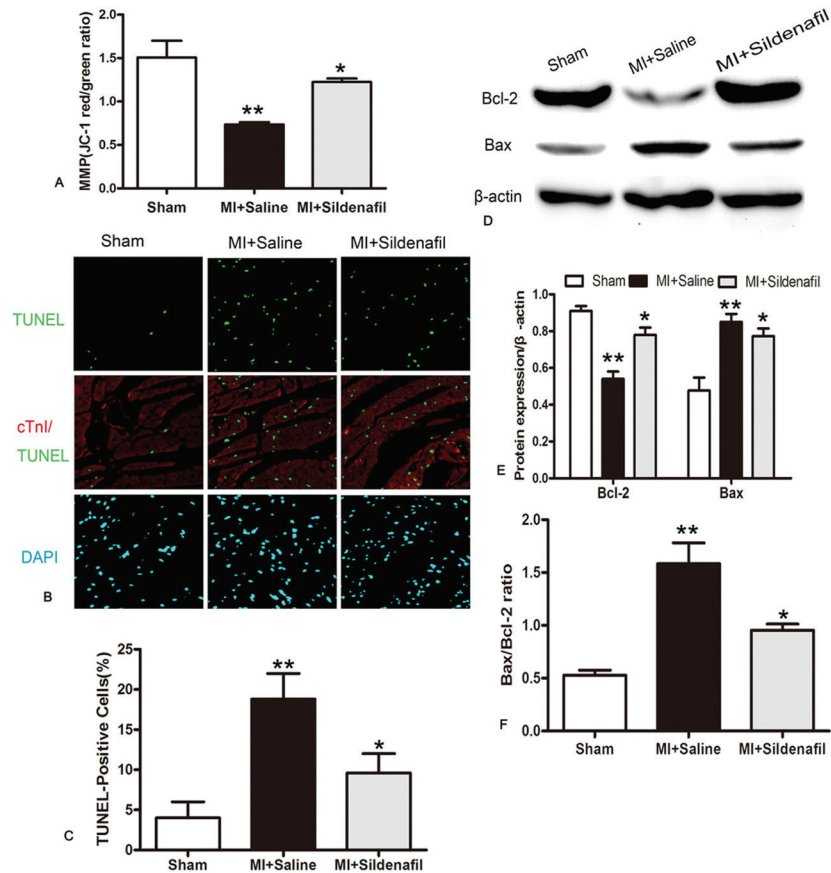 MMP(JC-1 red/green ratio)
2.0
1.5
1.0
0.5
0.0
**
*
Sham
MI+Saline
MI+Sildenafil
A
Sham
MI+Saline
MI+Sildenafil
TUNEL
cTnI/
TUNEL
DAPI
B
TUNEL-Positive Cells(%)
25
20
15
10
5
0
**
*
Sham
MI+Saline
MI+Sildenafil
C
Sham
MI+Saline
MI+Sildenafil
Bcl-2
Bax
β-actin
D
Sham
MI+Saline
MI+Sildenafil
Protein expression/β -actin
1.0
0.8
0.6
0.4
0.2
0.0
**
*
**
*
Bcl-2
Bax
E
Bax/Bcl-2 ratio
2.0
1.5
1.0
0.5
0.0
**
*
Sham
MI+Saline
MI+Sildenafil
F